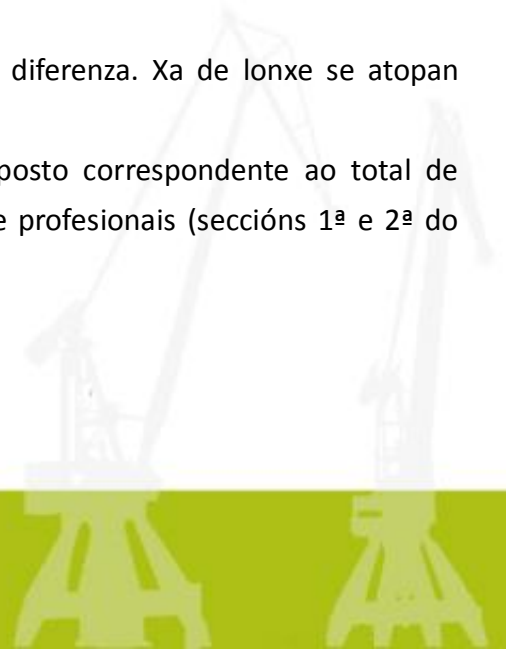 diferenza. Xa de lonxe se atopan
posto correspondente ao total de
e profesionais (seccións 1ª e 2ª do